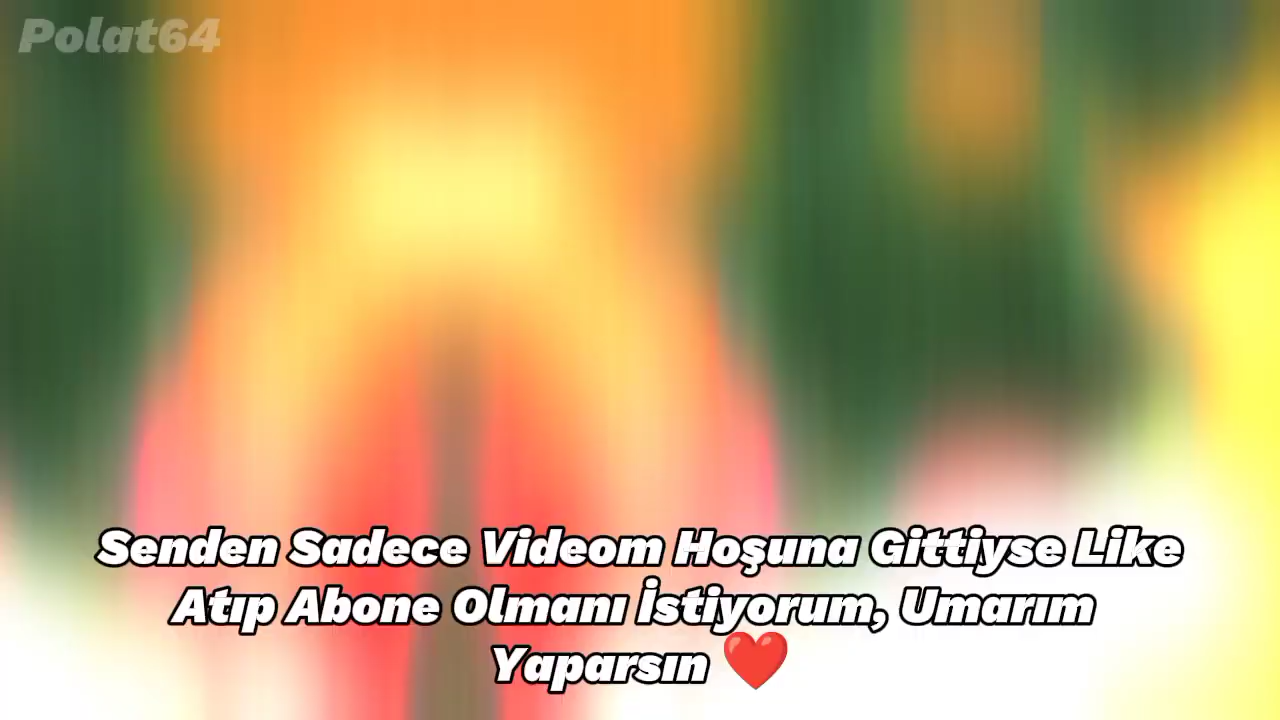 Polat64
Senden Sadece Videom Hoşuna Gittiyse Like
Atıp Abone Olmanı İstiyorum, Umarım
Yaparsın ❤️